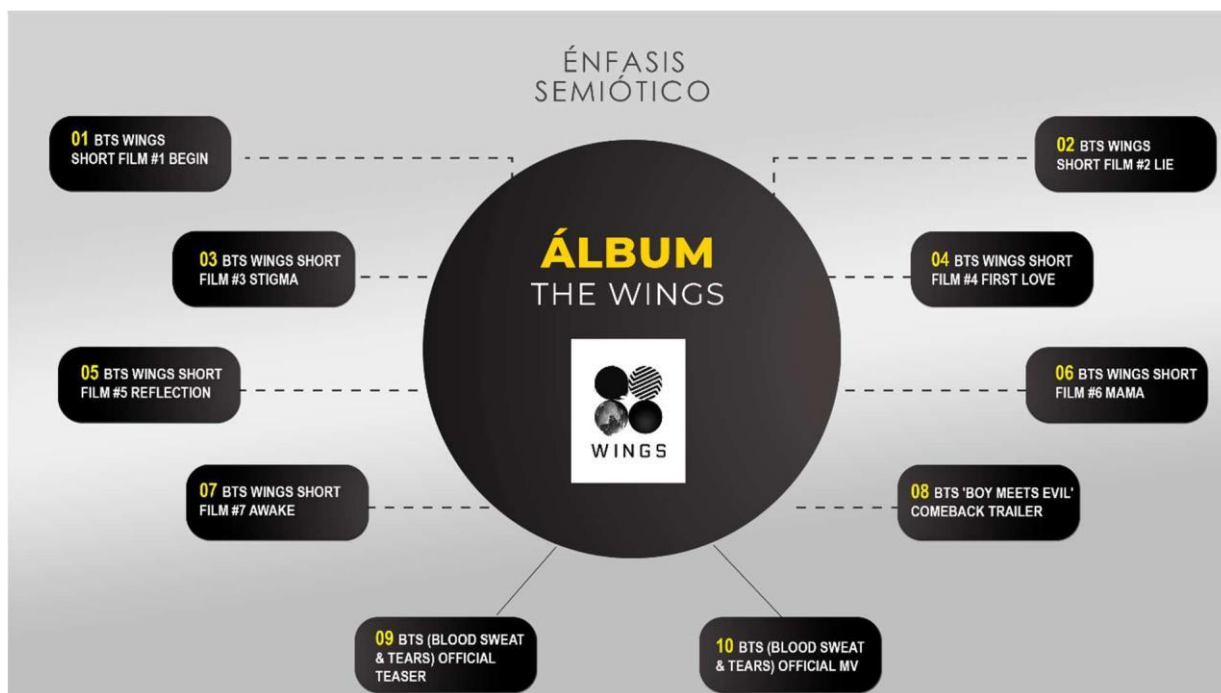 ÉNFASIS
SEMIÓTICO
01 BTS WINGS
SHORT FILM #1 BEGIN
02 BTS WINGS
SHORT FILM #2 LIE
ÁLBUM
THE WINGS
WINGS
03 BTS WINGS SHORT
FILM #3 STIGMA
04 BTS WINGS SHORT
FILM #4 FIRST LOVE
05 BTS WINGS SHORT
FILM #5 REFLECTION
06 BTS WINGS SHORT
FILM #6 MAMA
07 BTS WINGS SHORT
FILM #7 AWAKE
08 BTS 'BOY MEETS EVIL'
COMEBACK TRAILER
09 BTS (BLOOD SWEAT
& TEARS) OFFICIAL
TEASER
10 BTS (BLOOD SWEAT
& TEARS) OFFICIAL MV